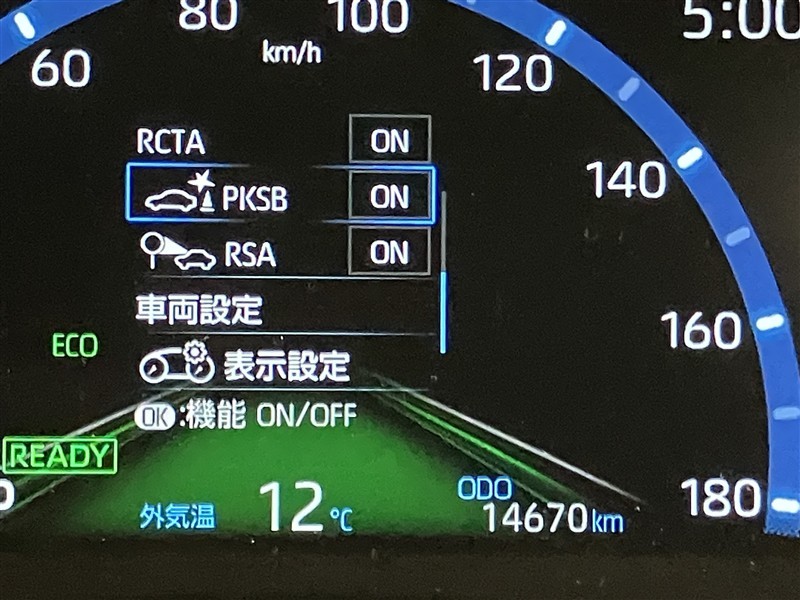 80 100 5:00
60 km/h 120
RCTA ON
140
PKSB ON
RSA ON
車両設定
160
ECO
表示設定
OK:機能 ON/OFF
READY
180
外気温 12℃ ODO 14670km